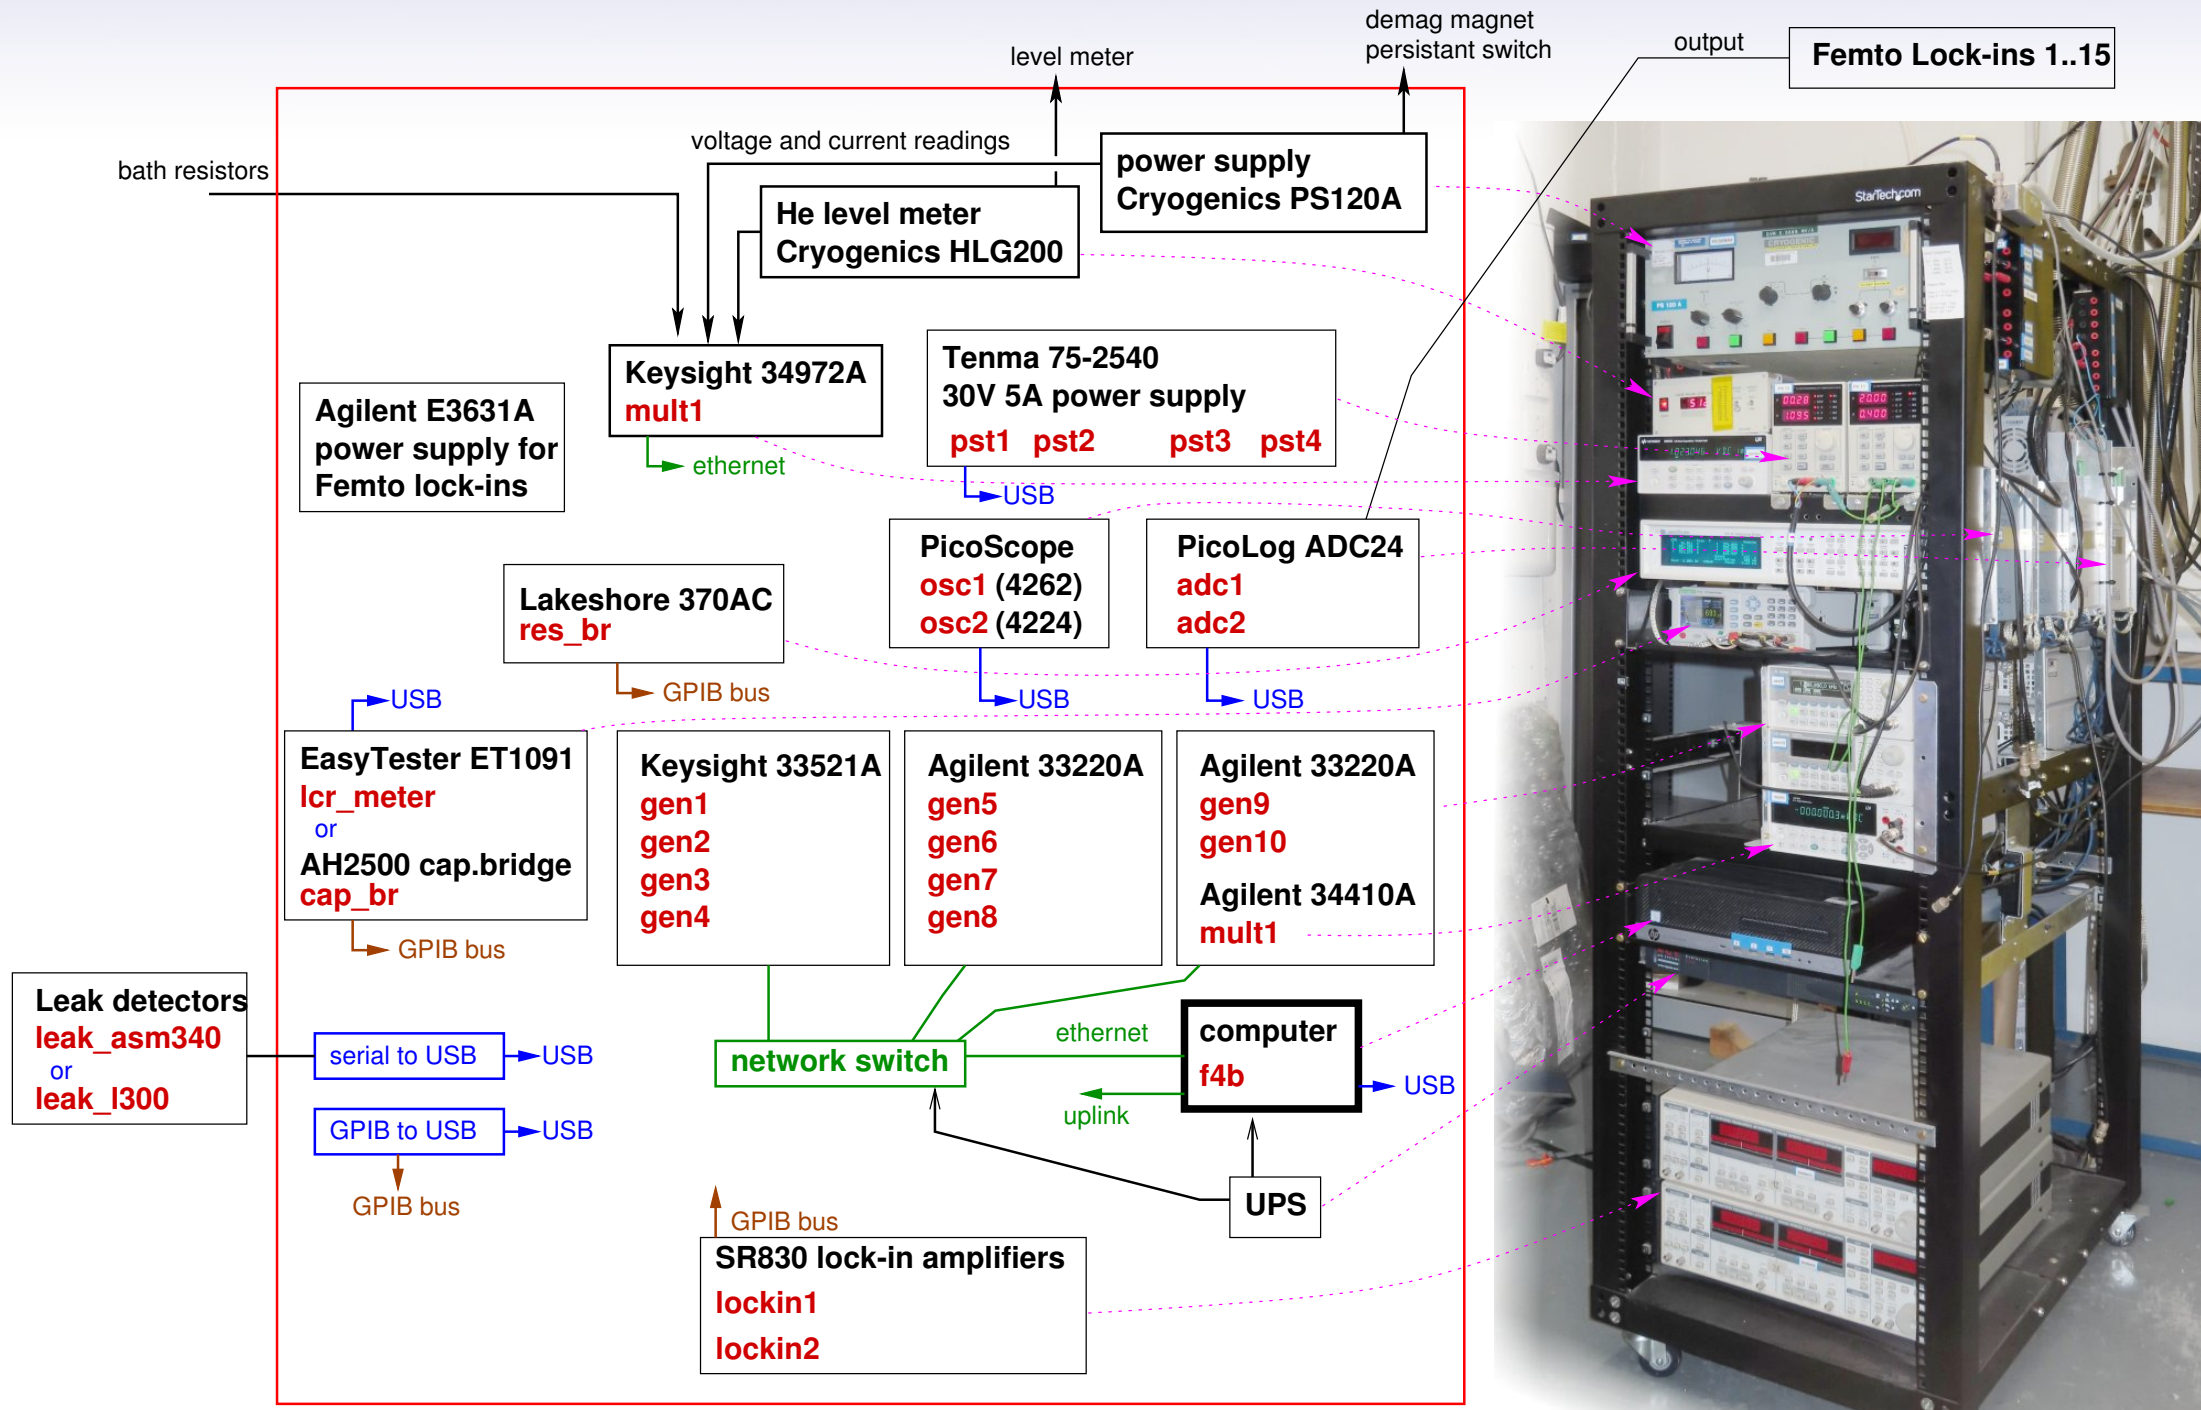 demag magnet
persistant switch
output
Femto Lock-ins 1..15
level meter
voltage and current readings
bath resistors
power supply
Cryogenics PS120A
He level meter
Cryogenics HLG200
Keysight 34972A
mult1
ethernet
Tenma 75-2540
30V 5A power supply
pst1 pst2 pst3 pst4
USB
Agilent E3631A
power supply for
Femto lock-ins
PicoScope
osc1 (4262)
osc2 (4224)
USB
PicoLog ADC24
adc1
adc2
USB
Lakeshore 370AC
res_br
GPIB bus
USB
EasyTester ET1091
lcr_meter
or
AH2500 cap.bridge
cap_br
GPIB bus
Keysight 33521A
gen1
gen2
gen3
gen4
Agilent 33220A
gen5
gen6
gen7
gen8
Agilent 33220A
gen9
gen10
Agilent 34410A
mult1
Leak detectors
leak_asm340
or
leak_l300
serial to USB
USB
GPIB to USB
USB
GPIB bus
network switch
ethernet
uplink
computer
f4b
USB
UPS
GPIB bus
SR830 lock-in amplifiers
lockin1
lockin2
StarTech.com
CRYOGENIC
PS 120 A